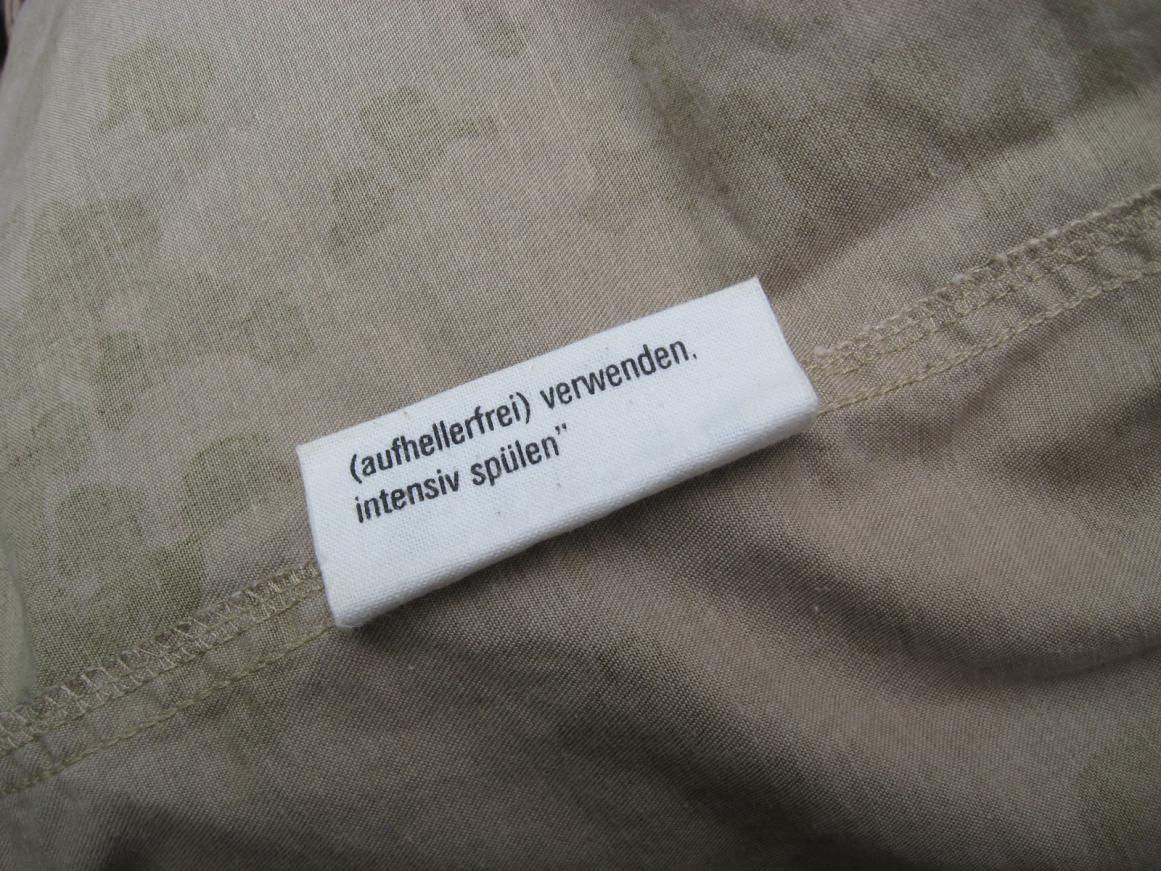 (aufhellerfrei) verwenden,
intensiv spülen”